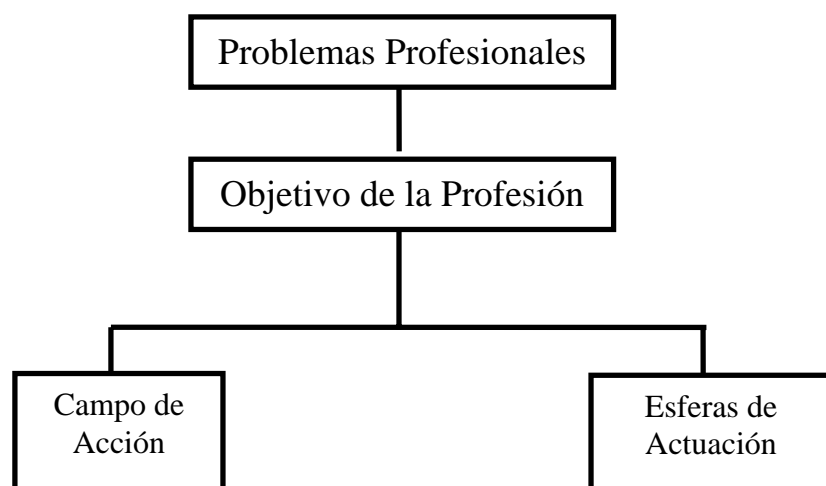 Problemas Profesionales
Objetivo de la Profesión
Campo de
Acción
Esferas de
Actuación